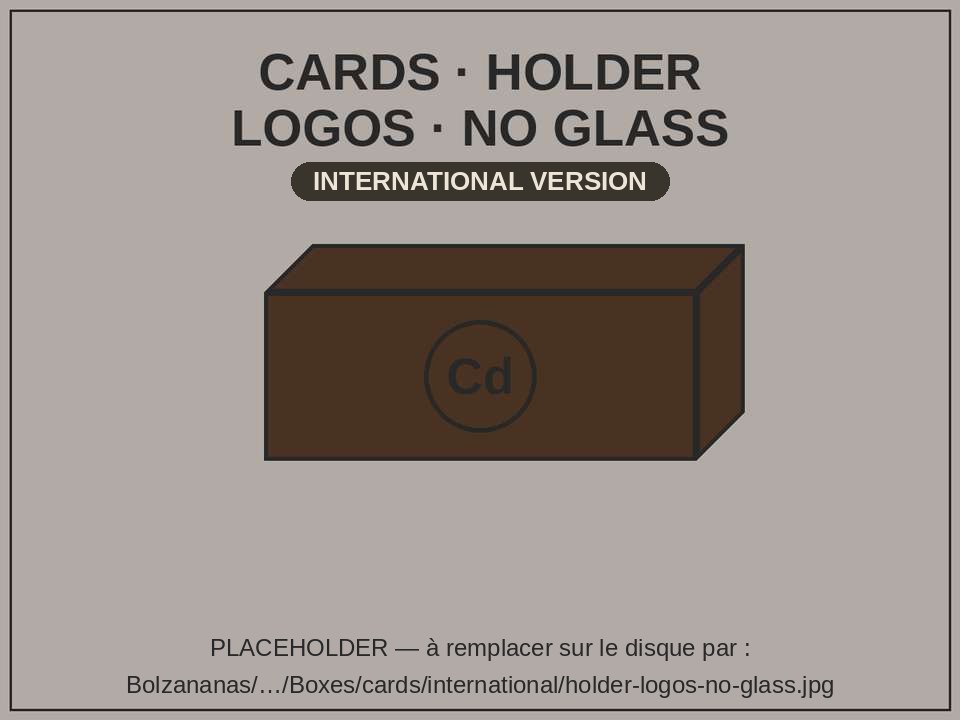 CARDS · HOLDER
LOGOS · NO GLASS
INTERNATIONAL VERSION
Cd
PLACEHOLDER — à remplacer sur le disque par :
Bolzananas/…/Boxes/cards/international/holder-logos-no-glass.jpg